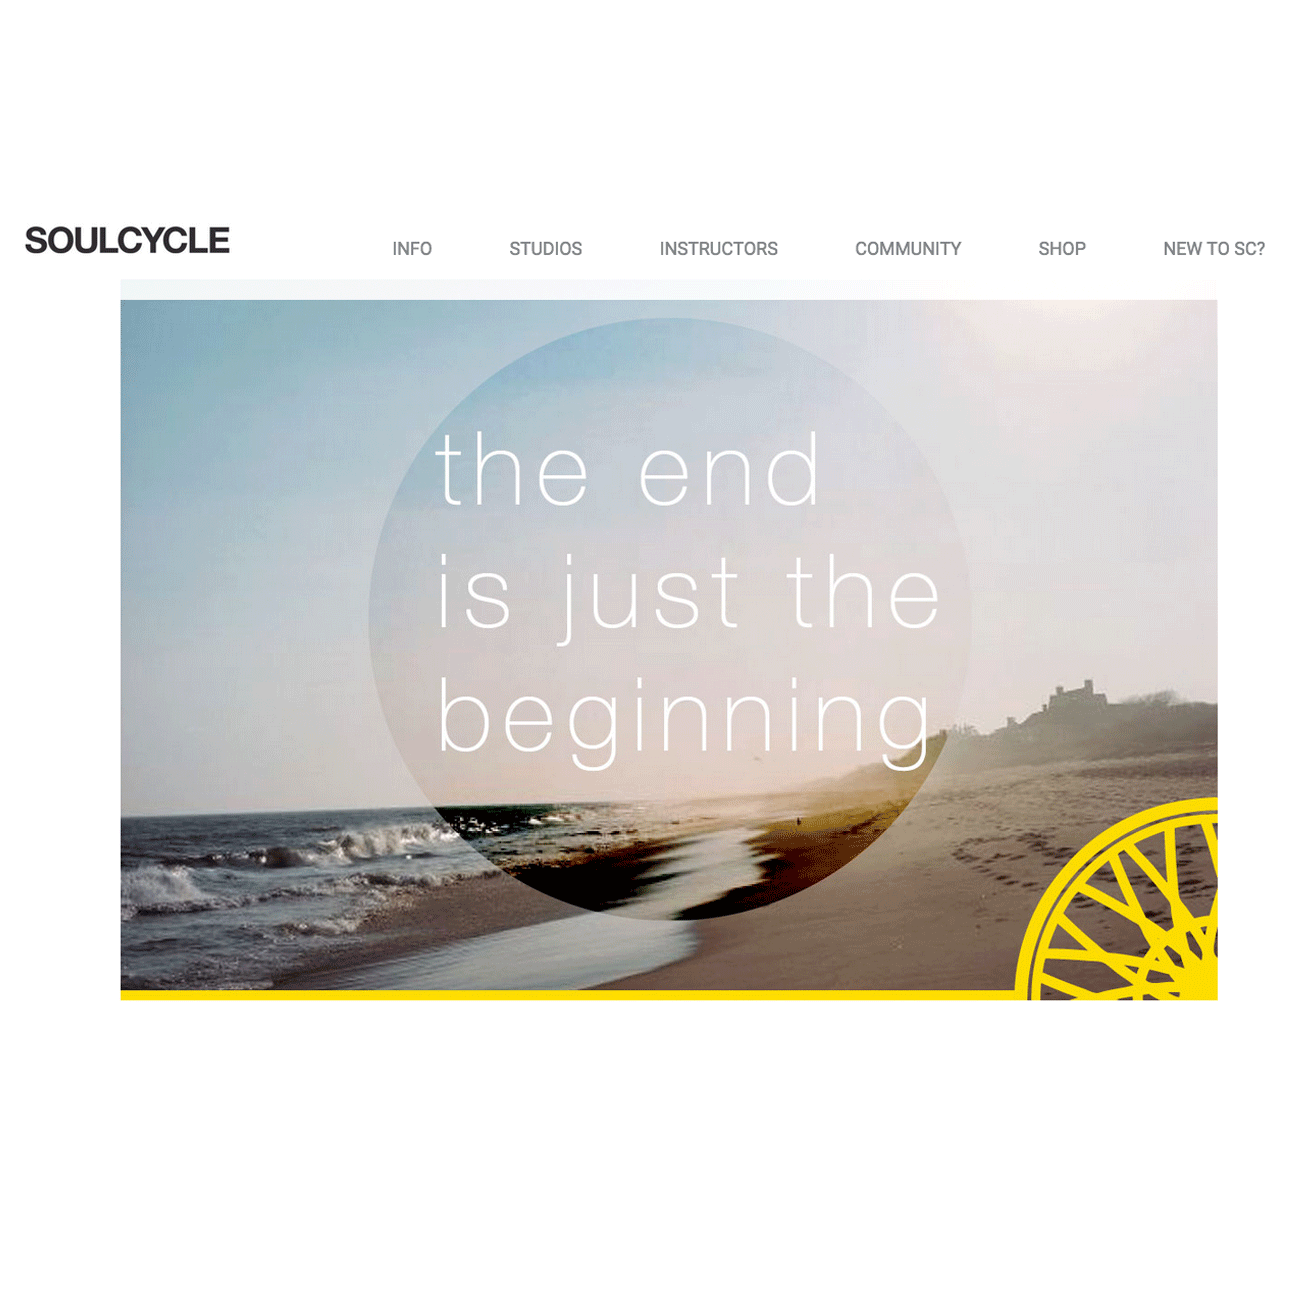 SOULCYCLE
INFO STUDIOS INSTRUCTORS COMMUNITY SHOP NEW TO SC?
the end
is just the
beginning